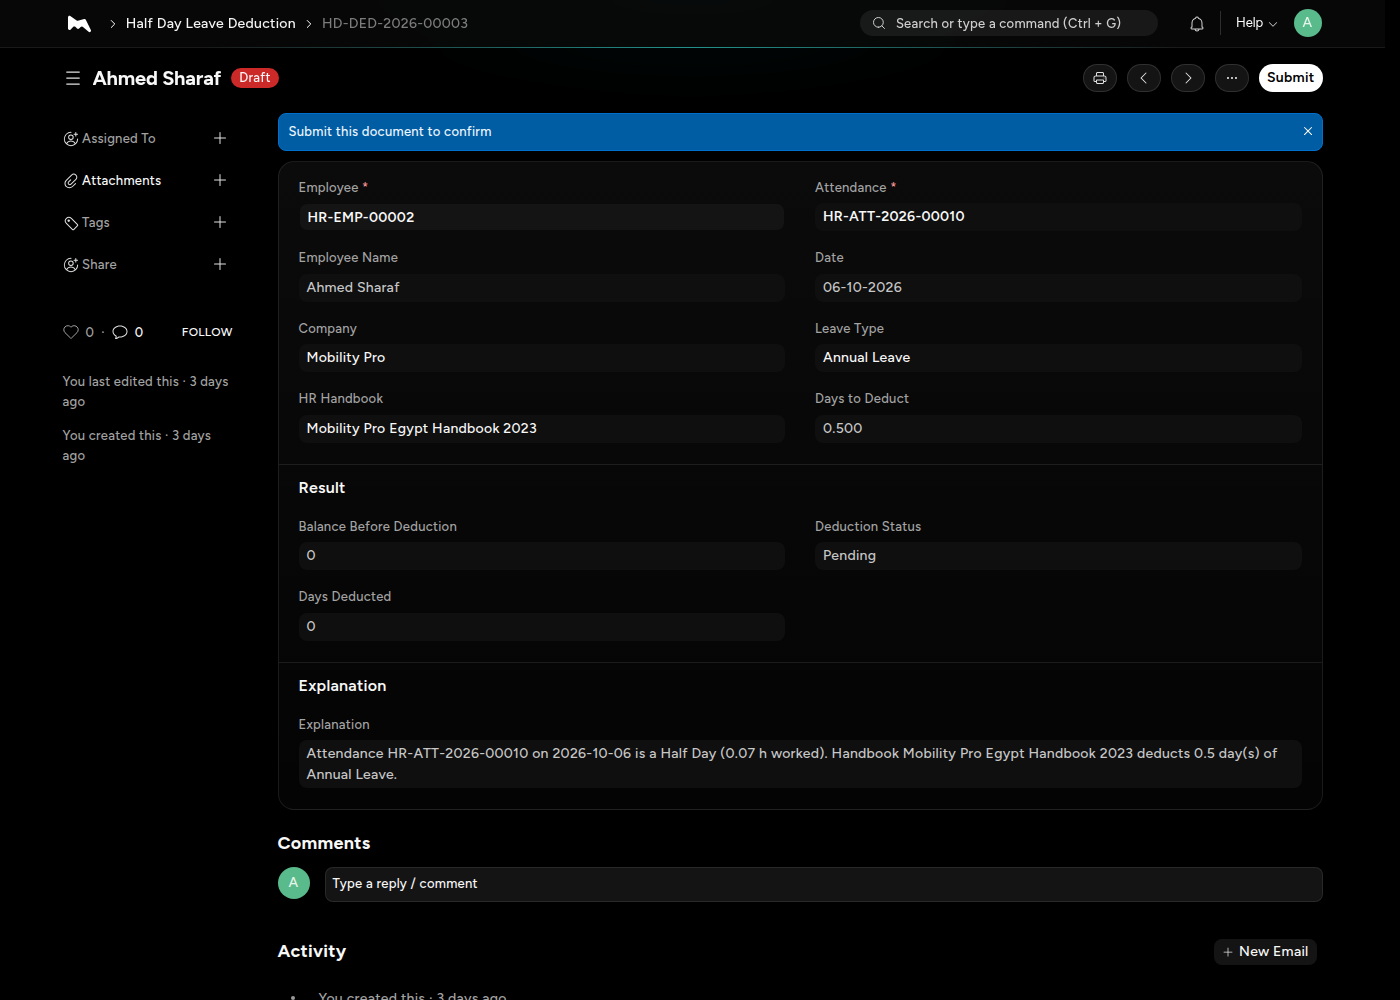 Half Day Leave Deduction
HD-DED-2026-00003
Search or type a command (Ctrl + G)
Help
A
Ahmed Sharaf
Draft
Submit
Assigned To
Attachments
Tags
Share
0 · 0 FOLLOW
You last edited this · 3 days
ago
You created this · 3 days
ago
Submit this document to confirm
Employee *
HR-EMP-00002
Attendance *
HR-ATT-2026-00010
Employee Name
Ahmed Sharaf
Date
06-10-2026
Company
Mobility Pro
Leave Type
Annual Leave
HR Handbook
Mobility Pro Egypt Handbook 2023
Days to Deduct
0.500
Result
Balance Before Deduction
0
Deduction Status
Pending
Days Deducted
0
Explanation
Explanation
Attendance HR-ATT-2026-00010 on 2026-10-06 is a Half Day (0.07 h worked). Handbook Mobility Pro Egypt Handbook 2023 deducts 0.5 day(s) of
Annual Leave.
Comments
A
Type a reply / comment
Activity
+ New Email
You created this · 3 days ago